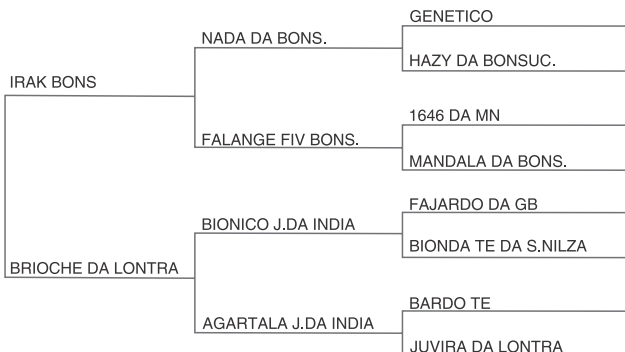 GENETICO
NADA DA BONS.
HAZY DA BONSUC.
IRAK BONS
1646 DA MN
FALANGE FIV BONS.
MANDALA DA BONS.
FAJARDO DA GB
BIONICO J.DA INDIA
BIONDA TE DA S.NILZA
BRIOCHE DA LONTRA
BARDO TE
AGARTALA J.DA INDIA
JUVIRA DA LONTRA